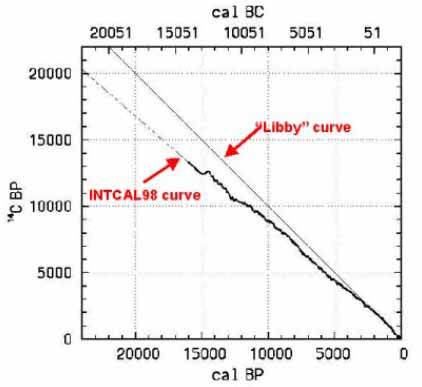 cal BC
20051 15051 10051 5051 51
20000
"Libby" curve
15000
INTCAL98 curve
10000
¹⁴C BP
5000
0
20000 15000 10000 5000 0
cal BP